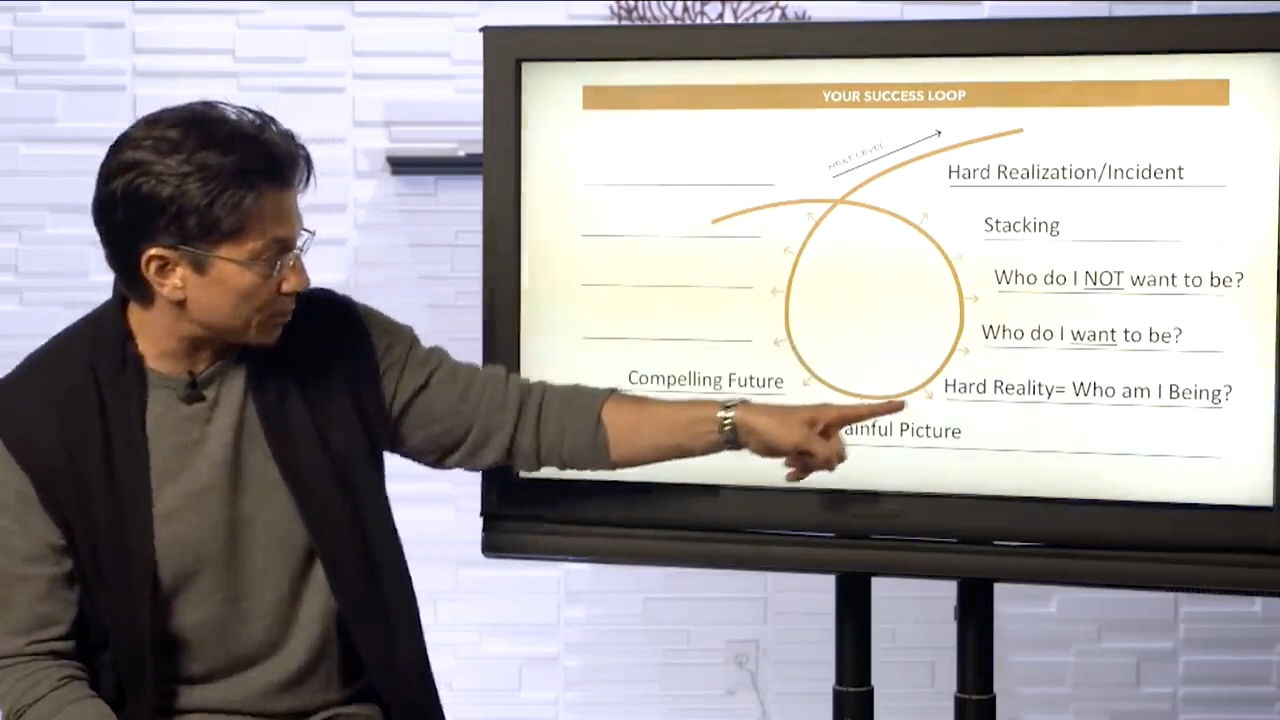 YOUR SUCCESS LOOP
NEXT LEVEL
Hard Realization/Incident
Stacking
Who do I NOT want to be?
Who do I want to be?
Compelling Future
Hard Reality= Who am I Being?
Picture